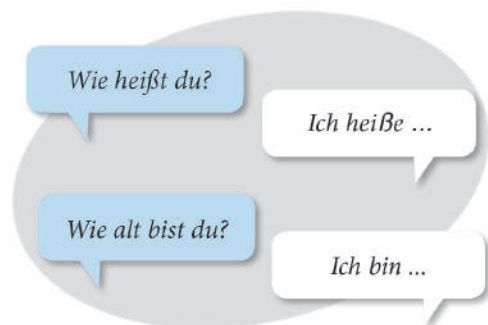 Wie heißt du?
Ich heiße ...
Wie alt bist du?
Ich bin ...